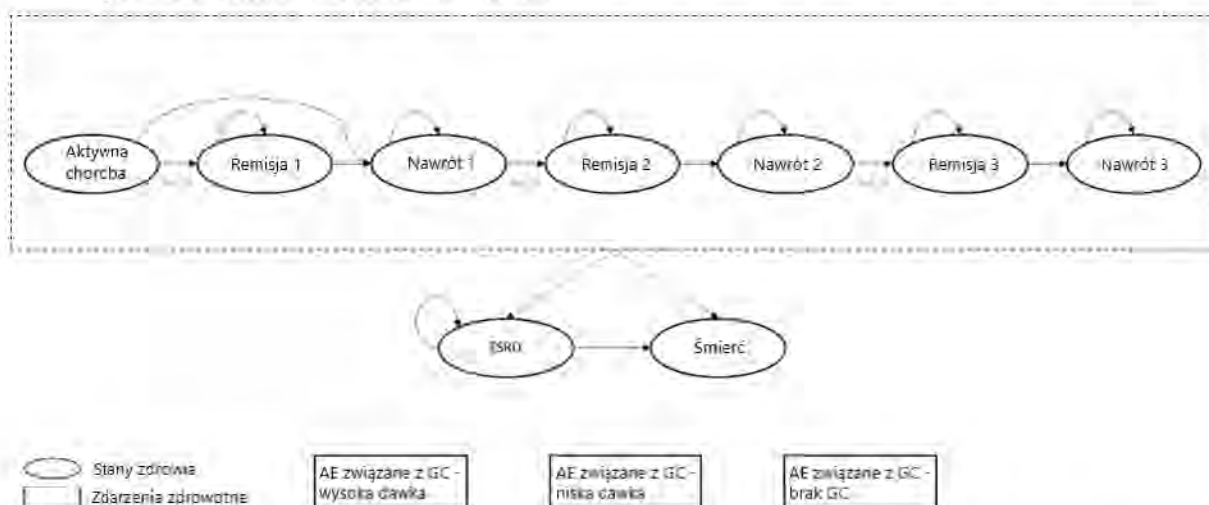 Aktywna
chorcba
Remisja 1
Nawrót 1
Remisja 2
Nawrót 2
Remisja 3
Nawrót 3
ESRD
Śmierć
Stany zdrowia
Zdarzenia zdrowotne
AE związane z GC -
wysoka dawka
AE związane z GC -
niska dawka
AE związane z GC -
brak GC